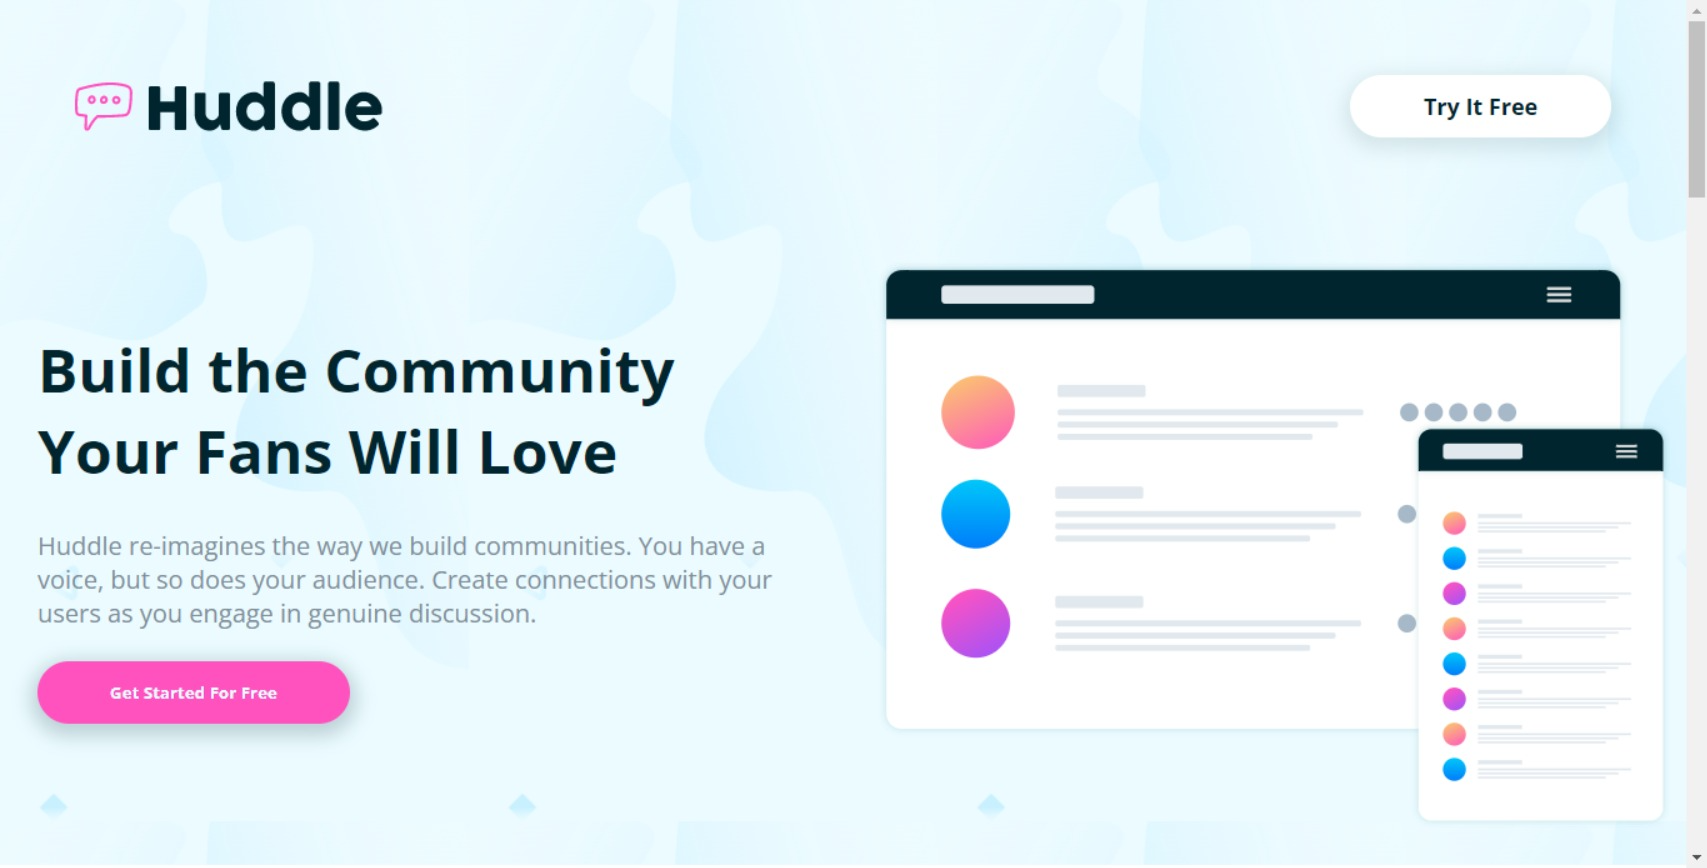 Huddle
Try It Free
Build the Community
Your Fans Will Love
Huddle re-imagines the way we build communities. You have a
voice, but so does your audience. Create connections with your
users as you engage in genuine discussion.
Get Started For Free